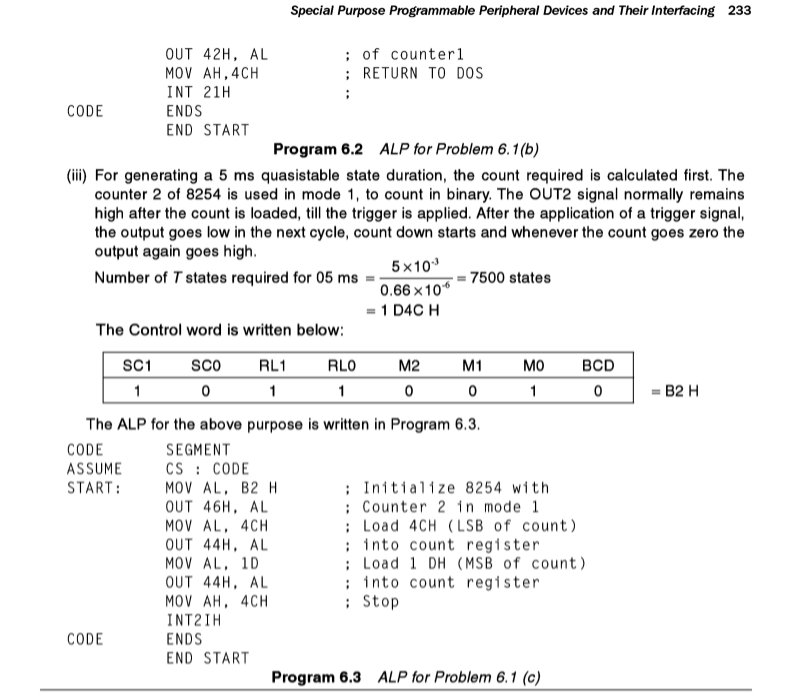 Special Purpose Programmable Peripheral Devices and Their Interfacing 233
OUT 42H, AL ; of counter1
MOV AH,4CH ; RETURN TO DOS
INT 21H ;
CODE ENDS
END START
Program 6.2 ALP for Problem 6.1(b)
(iii) For generating a 5 ms quasistable state duration, the count required is calculated first. The
counter 2 of 8254 is used in mode 1, to count in binary. The OUT2 signal normally remains
high after the count is loaded, till the trigger is applied. After the application of a trigger signal,
the output goes low in the next cycle, count down starts and whenever the count goes zero the
output again goes high.
Number of T states required for 05 ms = 5×10⁻³ / 0.66×10⁻⁶ = 7500 states
= 1 D4C H
The Control word is written below:
SC1 SC0 RL1 RL0 M2 M1 M0 BCD
1 0 1 1 0 0 1 0 = B2 H
The ALP for the above purpose is written in Program 6.3.
CODE SEGMENT
ASSUME CS : CODE
START: MOV AL, B2 H ; Initialize 8254 with
OUT 46H, AL ; Counter 2 in mode 1
MOV AL, 4CH ; Load 4CH (LSB of count)
OUT 44H, AL ; into count register
MOV AL, 1D ; Load 1 DH (MSB of count)
OUT 44H, AL ; into count register
MOV AH, 4CH ; Stop
INT2IH
CODE ENDS
END START
Program 6.3 ALP for Problem 6.1 (c)